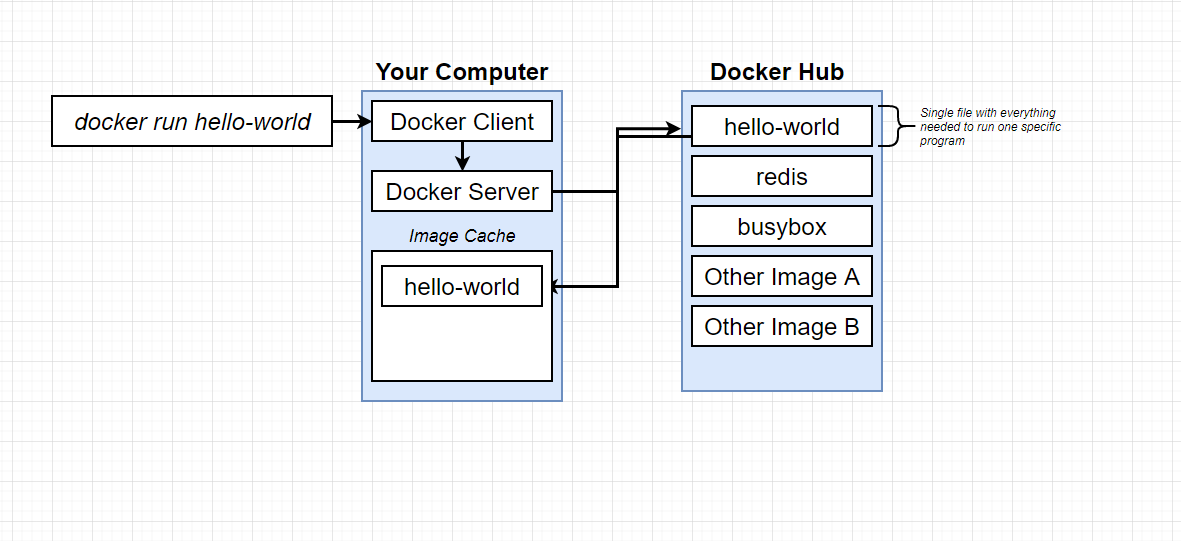 Your Computer
Docker Hub
docker run hello-world
Docker Client
Docker Server
Image Cache
hello-world
hello-world
redis
busybox
Other Image A
Other Image B
Single file with everything
needed to run one specific
program